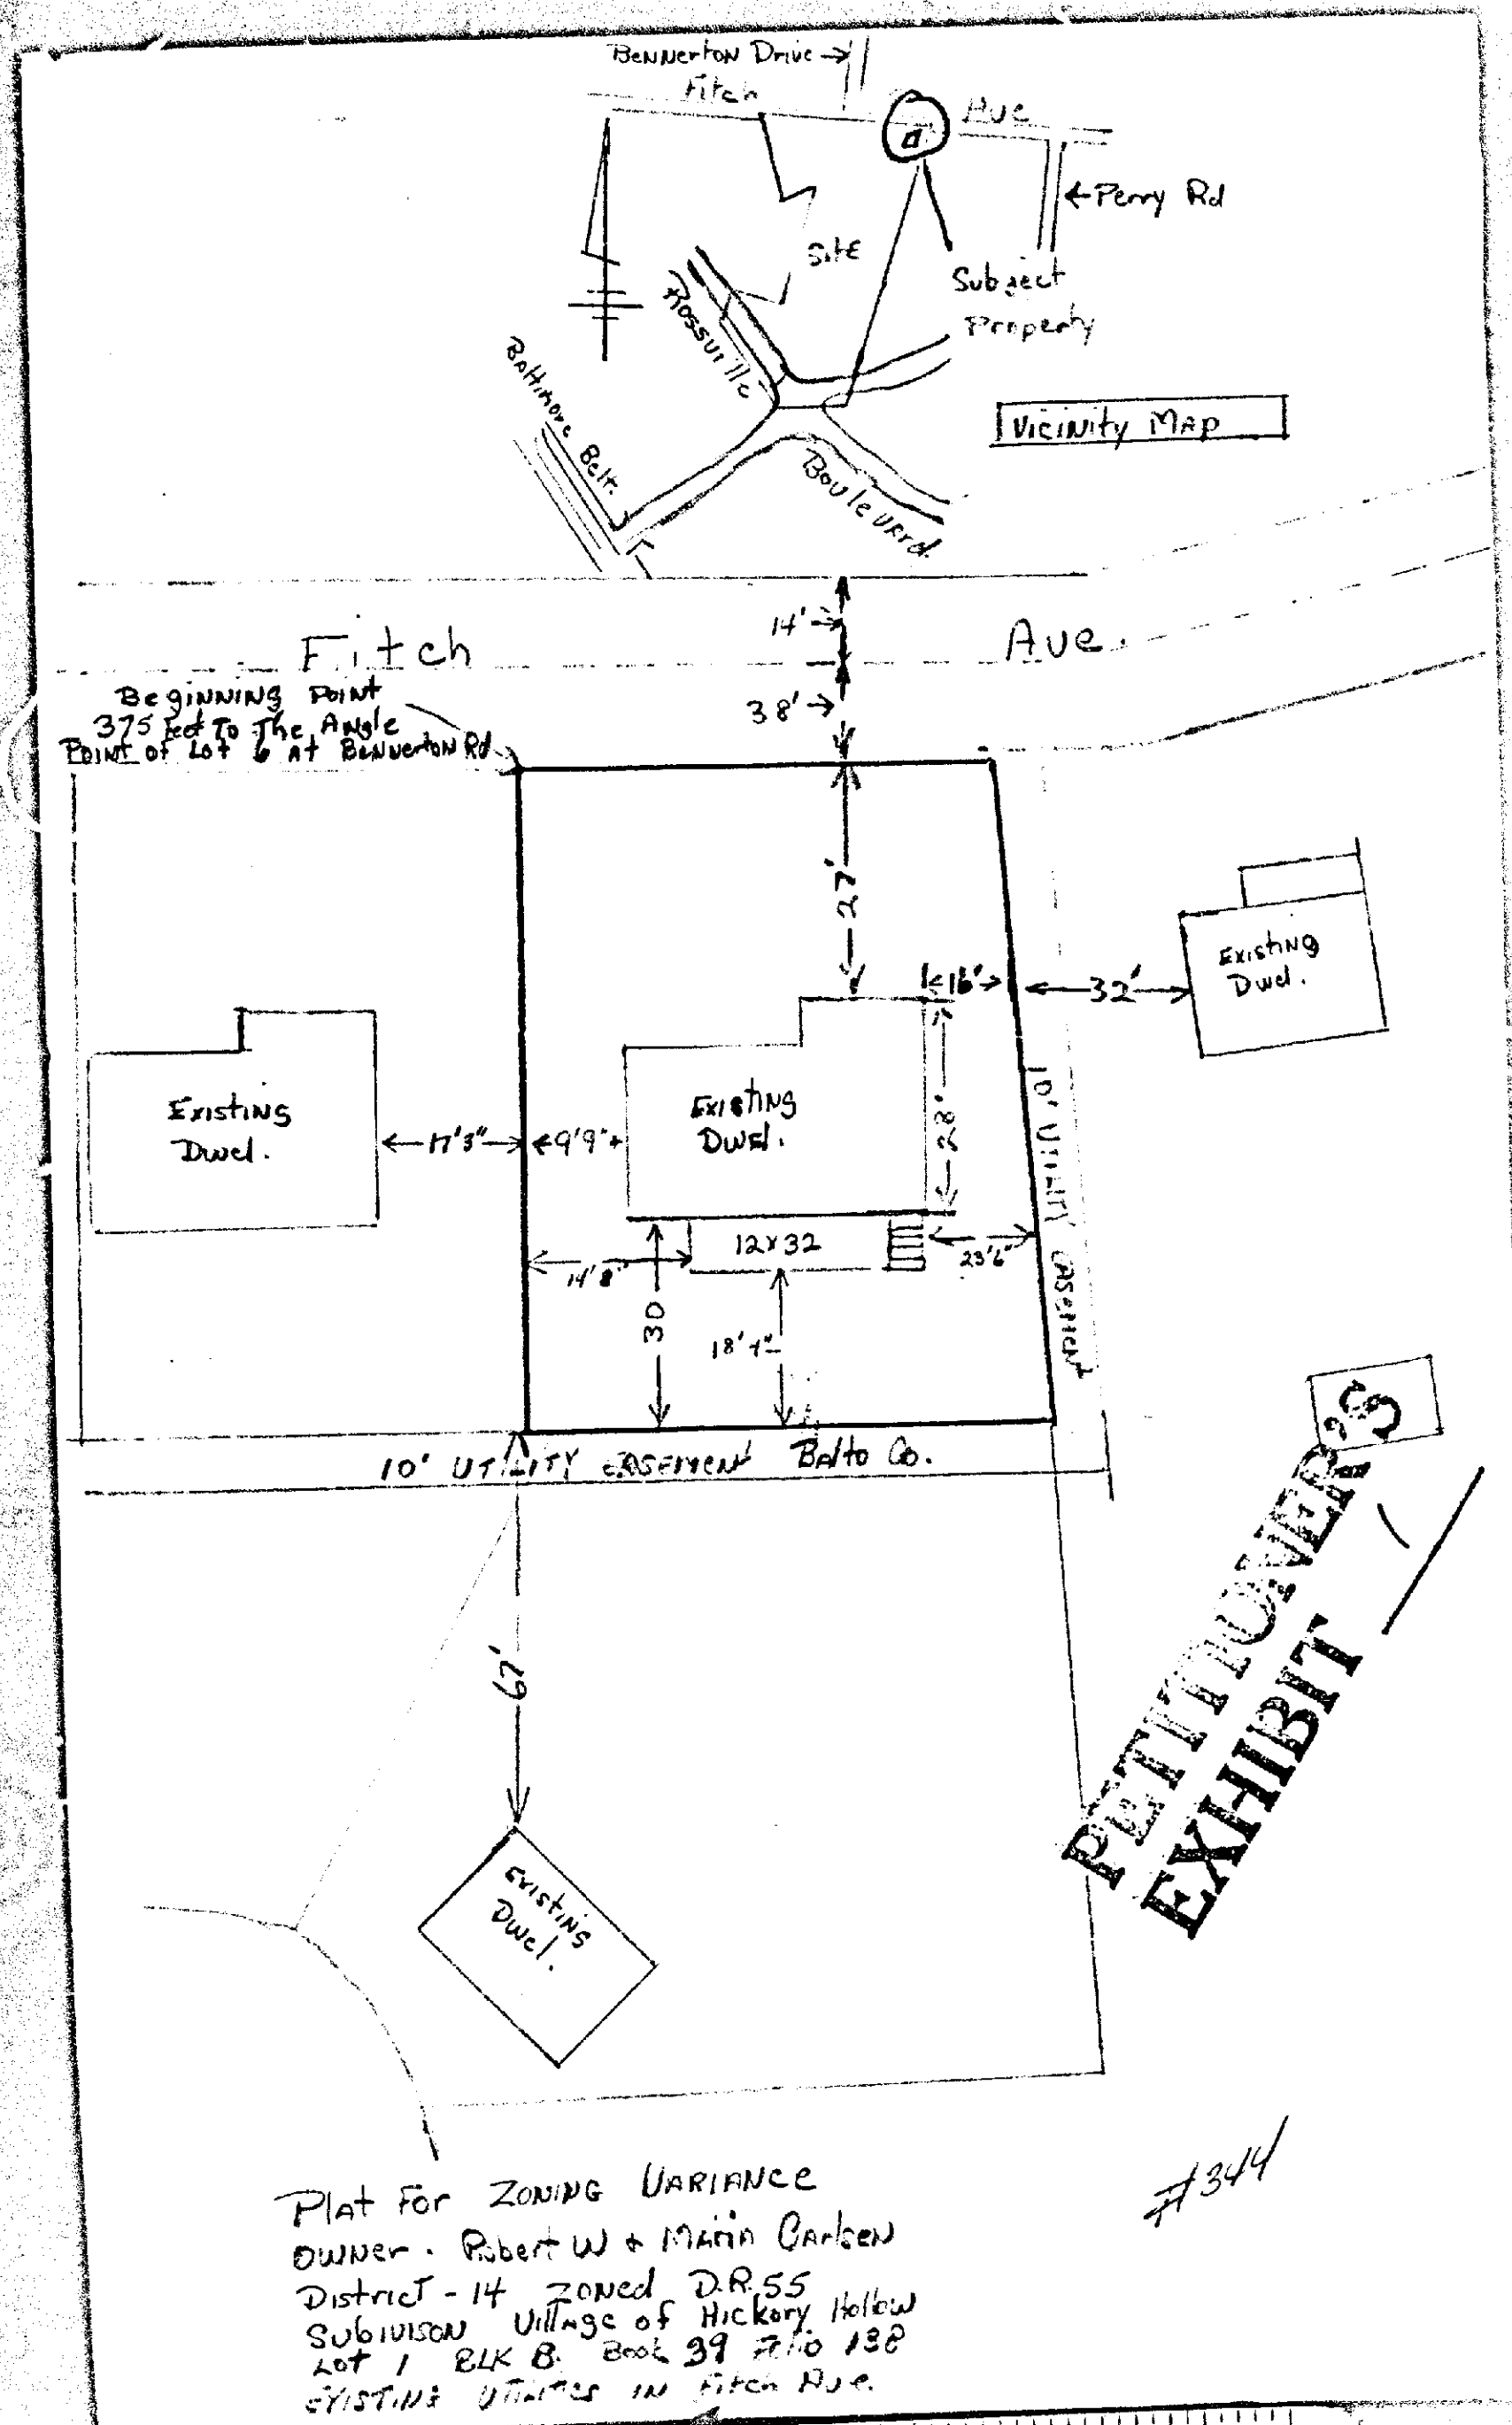 Bennerton Drive →
Fitch Ave
← Perry Rd
Site
Subject
Property
Rossville
Boulevard
Baltimore Belt.
Vicinity Map
14'
Fitch Ave.
38'
Beginning Point
375 feet To The Angle
Point of Lot 6 At Bennerton Rd
27'
16'
32'
Existing
Dwel.
Existing
Dwel.
17'3"
9'9"
Existing
Dwel.
28'
10' Utility Easement
12x32
14'8"
23'6"
30
18'
10' Utility Easement Balto Co.
PETITIONER'S
EXHIBIT
67'
Existing
Dwel.
#344
Plat For Zoning Variance
Owner. Robert W + Maria Carlsen
District - 14 Zoned D.R.55
Subivison Village of Hickory Hollow
Lot 1 BLK B. Book 39 Folio 138
Existing Utilities in Fitch Ave.